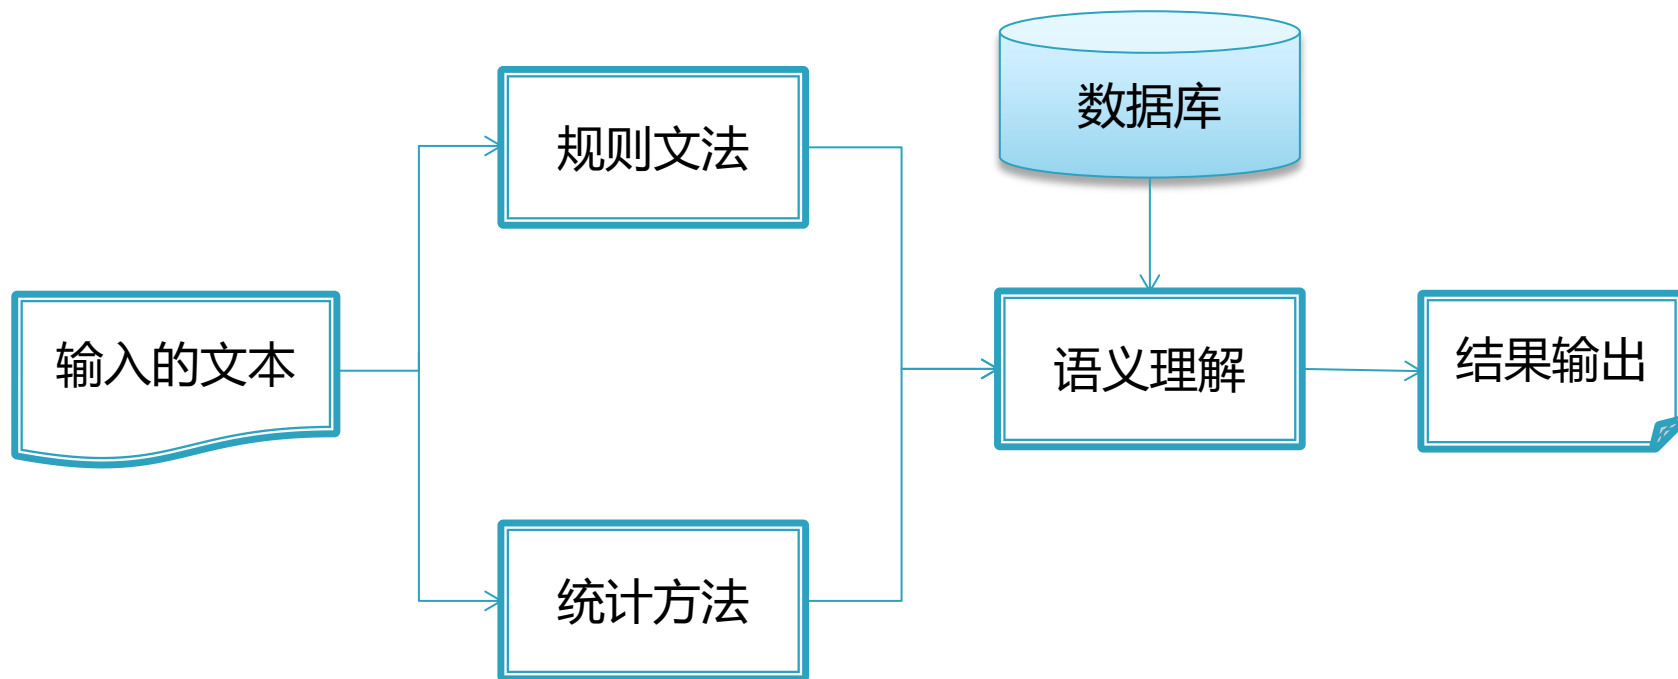 数据库
规则文法
输入的文本
语义理解
结果输出
统计方法